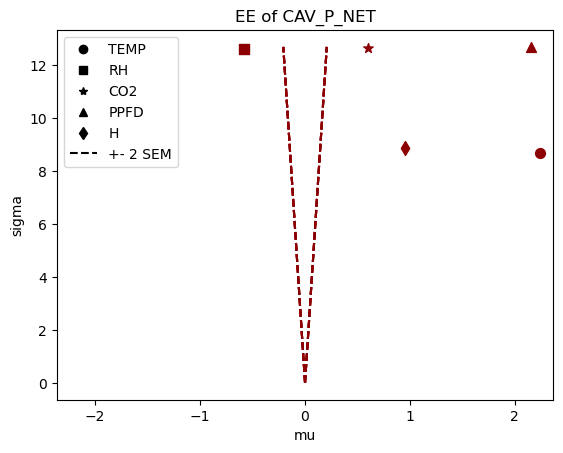 EE of CAV_P_NET
TEMP
RH
CO2
PPFD
H
+- 2 SEM
12
10
8
6
4
2
0
sigma
-2
-1
0
1
2
mu